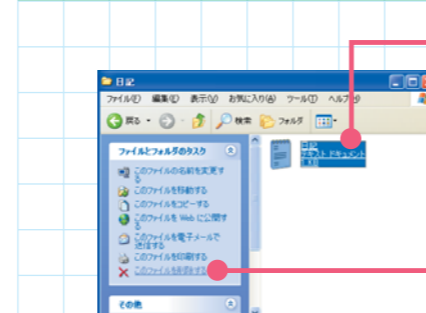 日記
ファイル(F) 編集(E) 表示(V) お気に入り(A) ツール(T) ヘルプ(H)
戻る 検索 フォルダ
ファイルとフォルダのタスク
このファイルの名前を変更す
る
このファイルを移動する
このファイルをコピーする
このファイルを Web に公開す
る
このファイルを電子メールで
送信する
このファイルを印刷する
このファイルを削除する
その他
日記
テキスト ドキュメント
1 KB